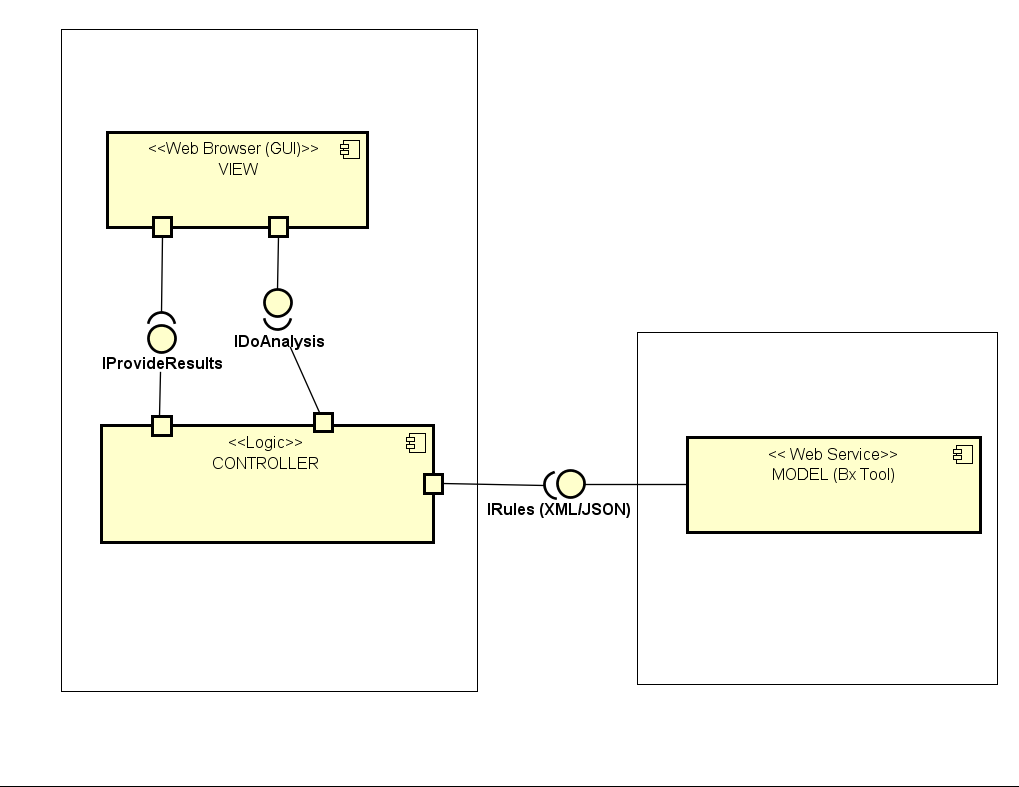 <<Web Browser (GUI)>>
VIEW
IDoAnalysis
IProvideResults
<<Logic>>
CONTROLLER
<< Web Service>>
MODEL (Bx Tool)
IRules (XML/JSON)